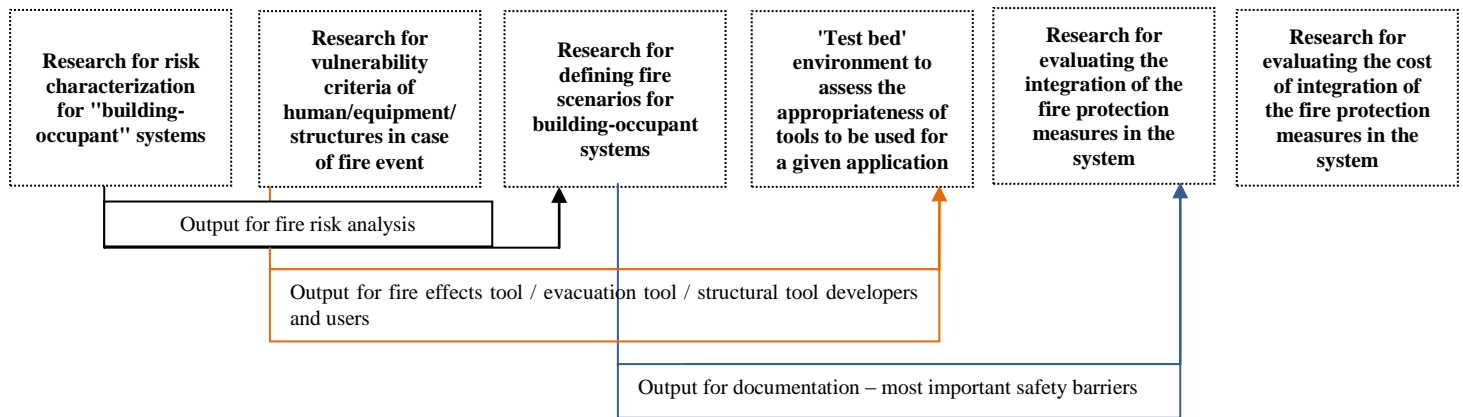 Research for risk
characterization
for "building-
occupant" systems
Research for
vulnerability
criteria of
human/equipment/
structures in case
of fire event
Research for
defining fire
scenarios for
building-occupant
systems
'Test bed'
environment to
assess the
appropriateness of
tools to be used for
a given application
Research for
evaluating the
integration of the
fire protection
measures in the
system
Research for
evaluating the cost
of integration of
the fire protection
measures in the
system
Output for fire risk analysis
Output for fire effects tool / evacuation tool / structural tool developers
and users
Output for documentation – most important safety barriers